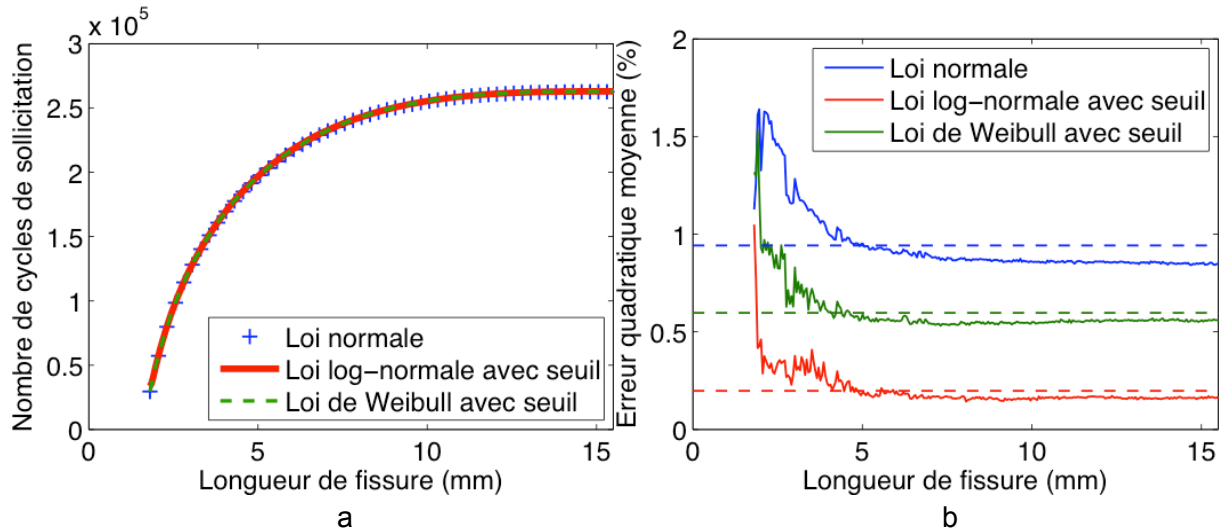 x 10^5
Nombre de cycles de sollicitation
3
2.5
2
1.5
1
0.5
0
0
5
10
15
Loi normale
Loi log-normale avec seuil
Loi de Weibull avec seuil
Longueur de fissure (mm)
a
Erreur quadratique moyenne (%)
2
1.5
1
0.5
0
0
5
10
15
Loi normale
Loi log-normale avec seuil
Loi de Weibull avec seuil
Longueur de fissure (mm)
b